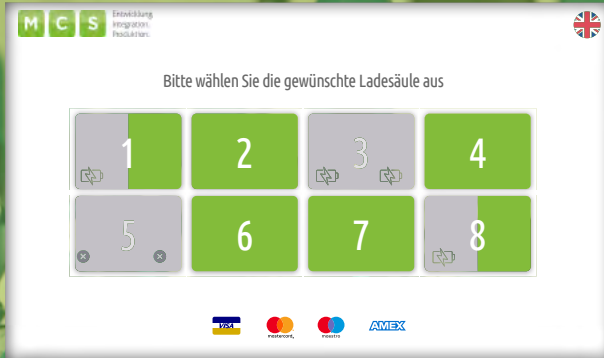 M C S
Entwicklung.
Integration.
Produktion.
Bitte wählen Sie die gewünschte Ladesäule aus
1 2 3 4
5 6 7 8
VISA mastercard. maestro AMEX